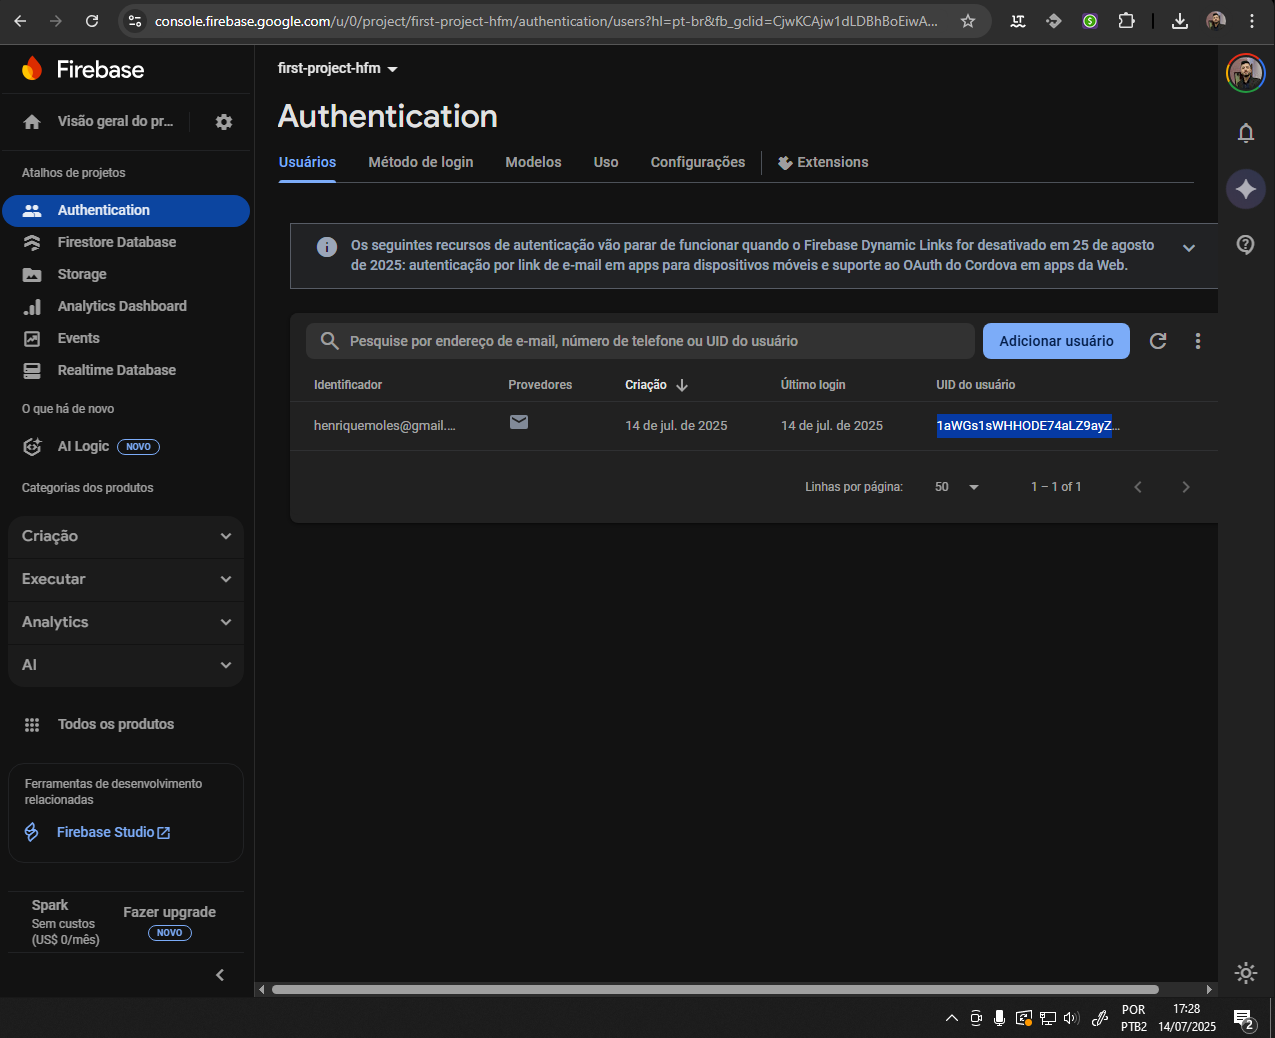 console.firebase.google.com/u/0/project/first-project-hfm/authentication/users?hl=pt-br&fb_gclid=CjwKCAjw1dLDBhBoEiwA...
Firebase
Visão geral do pr...
Atalhos de projetos
Authentication
Firestore Database
Storage
Analytics Dashboard
Events
Realtime Database
O que há de novo
AI Logic NOVO
Categorias dos produtos
Criação
Executar
Analytics
AI
Todos os produtos
Ferramentas de desenvolvimento
relacionadas
Firebase Studio
Spark
Sem custos
(US$ 0/mês)
Fazer upgrade
NOVO
first-project-hfm
Authentication
Usuários Método de login Modelos Uso Configurações Extensions
Os seguintes recursos de autenticação vão parar de funcionar quando o Firebase Dynamic Links for desativado em 25 de agosto
de 2025: autenticação por link de e-mail em apps para dispositivos móveis e suporte ao OAuth do Cordova em apps da Web.
Pesquise por endereço de e-mail, número de telefone ou UID do usuário Adicionar usuário
Identificador Provedores Criação Último login UID do usuário
henriquemoles@gmail.... 14 de jul. de 2025 14 de jul. de 2025 1aWGs1sWHHODE74aLZ9ayZ...
Linhas por página: 50 1 – 1 of 1
POR
PTB2
17:28
14/07/2025
2